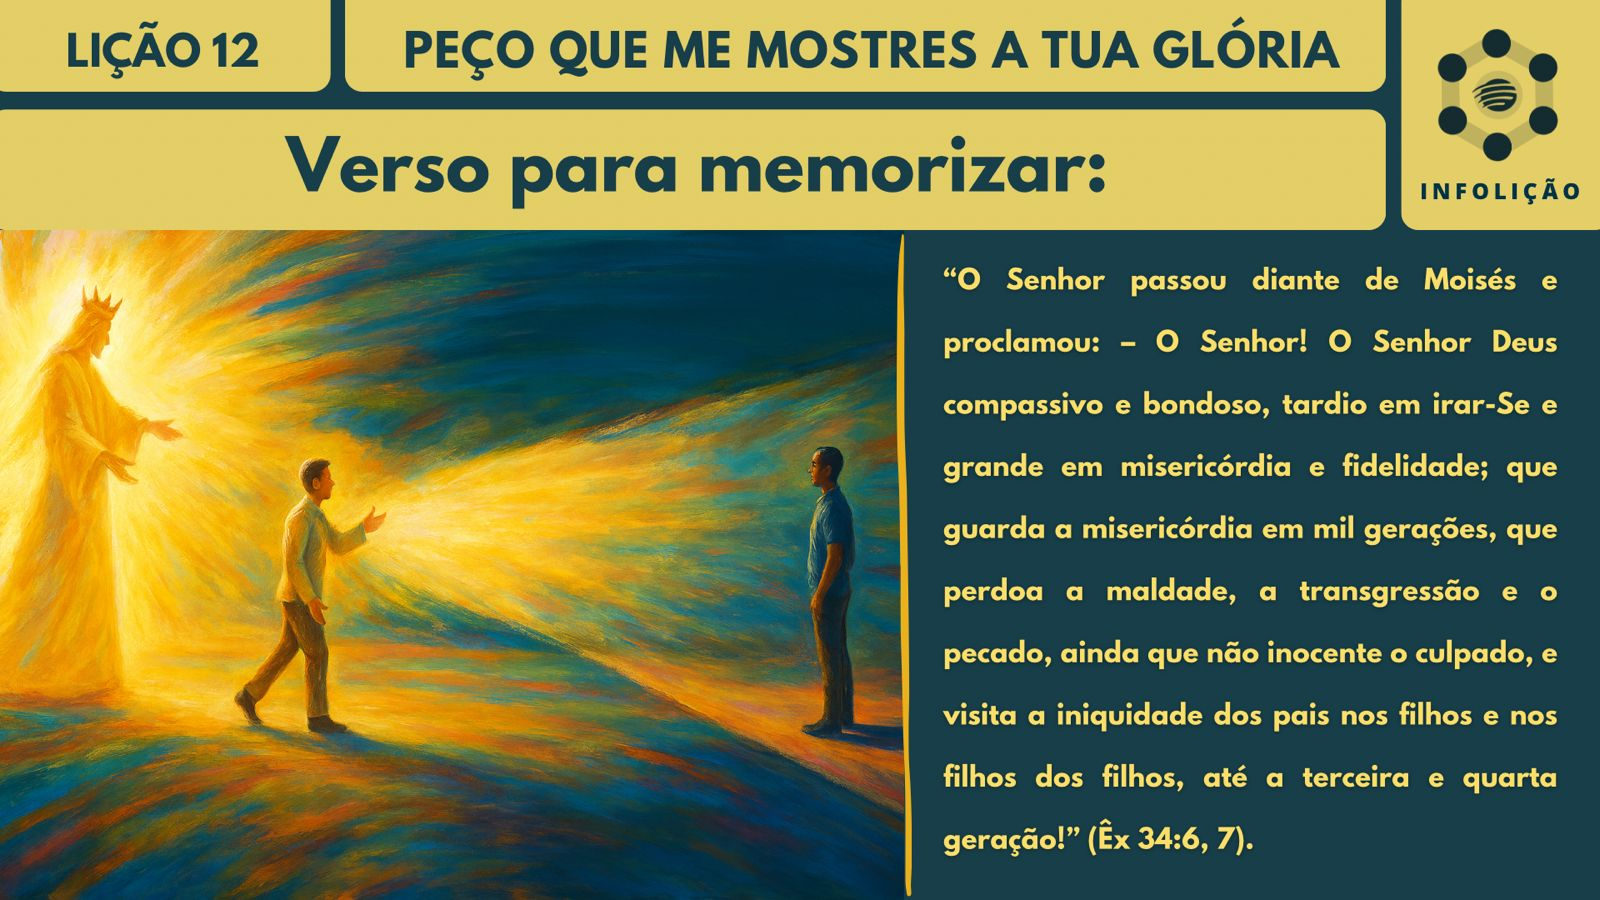 LIÇÃO 12
PEÇO QUE ME MOSTRES A TUA GLÓRIA
INFOLIÇÃO
Verso para memorizar:
“O Senhor passou diante de Moisés e
proclamou: – O Senhor! O Senhor Deus
compassivo e bondoso, tardio em irar-Se e
grande em misericórdia e fidelidade; que
guarda a misericórdia em mil gerações, que
perdoa a maldade, a transgressão e o
pecado, ainda que não inocente o culpado, e
visita a iniquidade dos pais nos filhos e nos
filhos dos filhos, até a terceira e quarta
geração!” (Êx 34:6, 7).